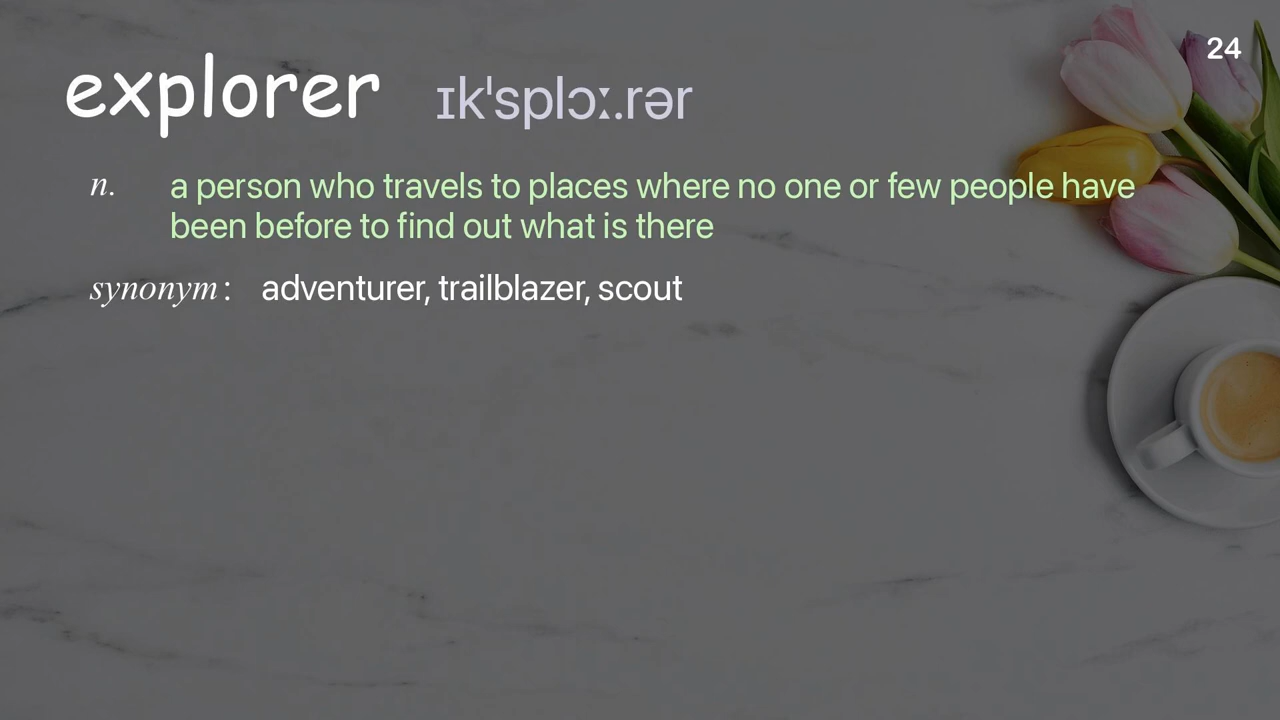 24
explorer ɪkˈsplɔː.rər
n. a person who travels to places where no one or few people have
been before to find out what is there
synonym: adventurer, trailblazer, scout